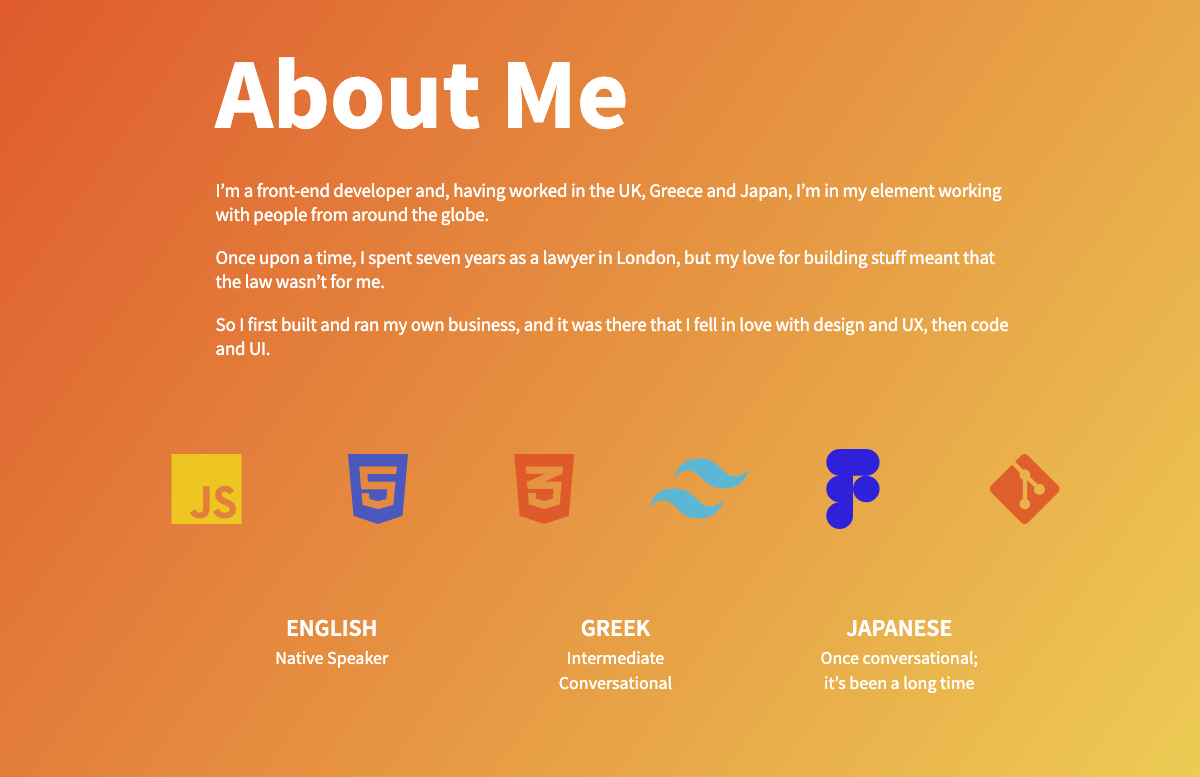 About Me
I’m a front-end developer and, having worked in the UK, Greece and Japan, I’m in my element working
with people from around the globe.
Once upon a time, I spent seven years as a lawyer in London, but my love for building stuff meant that
the law wasn’t for me.
So I first built and ran my own business, and it was there that I fell in love with design and UX, then code
and UI.
JS
5
3
ENGLISH
Native Speaker
GREEK
Intermediate
Conversational
JAPANESE
Once conversational;
it’s been a long time